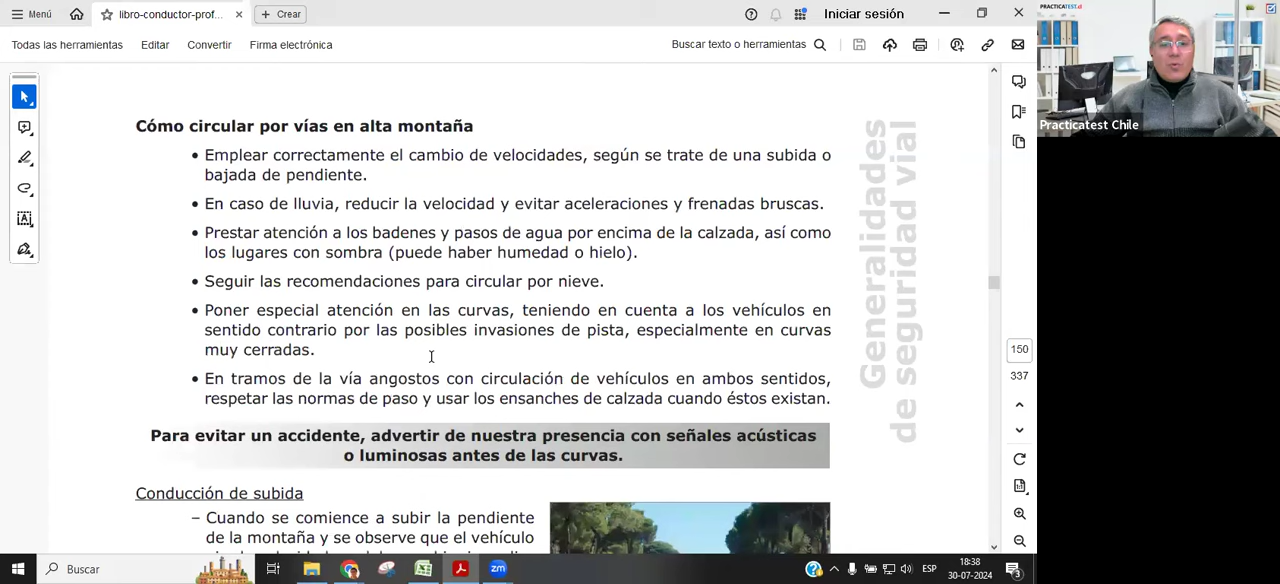 Menú
libro-conductor-prof...
Crear
Iniciar sesión
PRACTICATEST.cl
Todas las herramientas
Editar
Convertir
Firma electrónica
Buscar texto o herramientas
Practicatest Chile
Cómo circular por vías en alta montaña
• Emplear correctamente el cambio de velocidades, según se trate de una subida o
bajada de pendiente.
• En caso de lluvia, reducir la velocidad y evitar aceleraciones y frenadas bruscas.
• Prestar atención a los badenes y pasos de agua por encima de la calzada, así como
los lugares con sombra (puede haber humedad o hielo).
• Seguir las recomendaciones para circular por nieve.
• Poner especial atención en las curvas, teniendo en cuenta a los vehículos en
sentido contrario por las posibles invasiones de pista, especialmente en curvas
muy cerradas.
• En tramos de la vía angostos con circulación de vehículos en ambos sentidos,
respetar las normas de paso y usar los ensanches de calzada cuando éstos existan.
Para evitar un accidente, advertir de nuestra presencia con señales acústicas
o luminosas antes de las curvas.
Conducción de subida
– Cuando se comience a subir la pendiente
de la montaña y se observe que el vehículo
Generalidades
de seguridad vial
150
337
Buscar
zm
ESP
18:38
30-07-2024
3